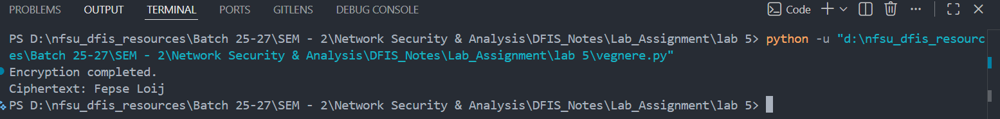 PROBLEMS OUTPUT TERMINAL PORTS GITLENS DEBUG CONSOLE Code
PS D:\nfsu_dfis_resources\Batch 25-27\SEM - 2\Network Security & Analysis\DFIS_Notes\Lab_Assignment\lab 5> python -u "d:\nfsu_dfis_resourc
es\Batch 25-27\SEM - 2\Network Security & Analysis\DFIS_Notes\Lab_Assignment\lab 5\vegnere.py"
Encryption completed.
Ciphertext: Fepse Loij
PS D:\nfsu_dfis_resources\Batch 25-27\SEM - 2\Network Security & Analysis\DFIS_Notes\Lab_Assignment\lab 5>